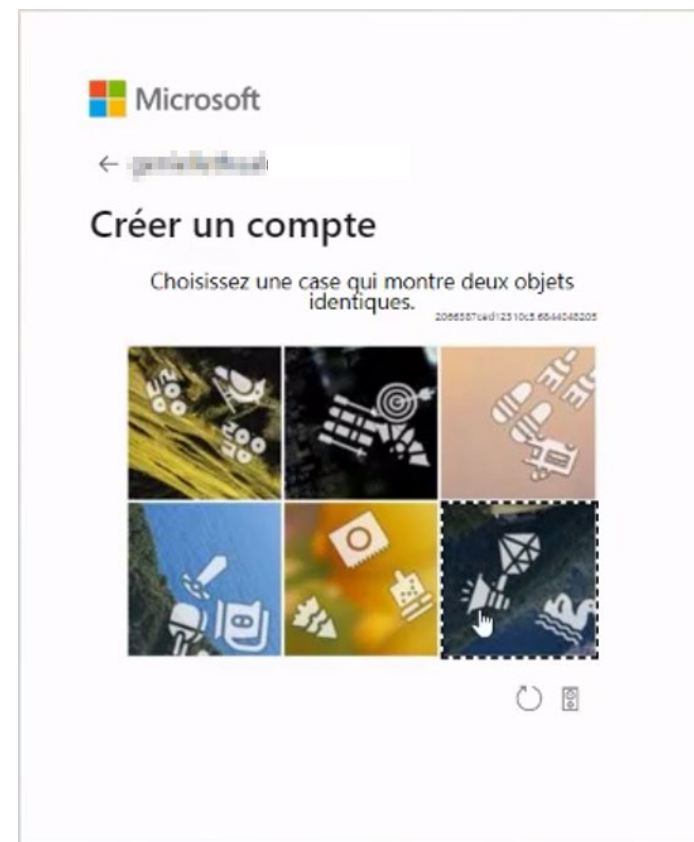 Microsoft
Créer un compte
Choisissez une case qui montre deux objets
identiques.